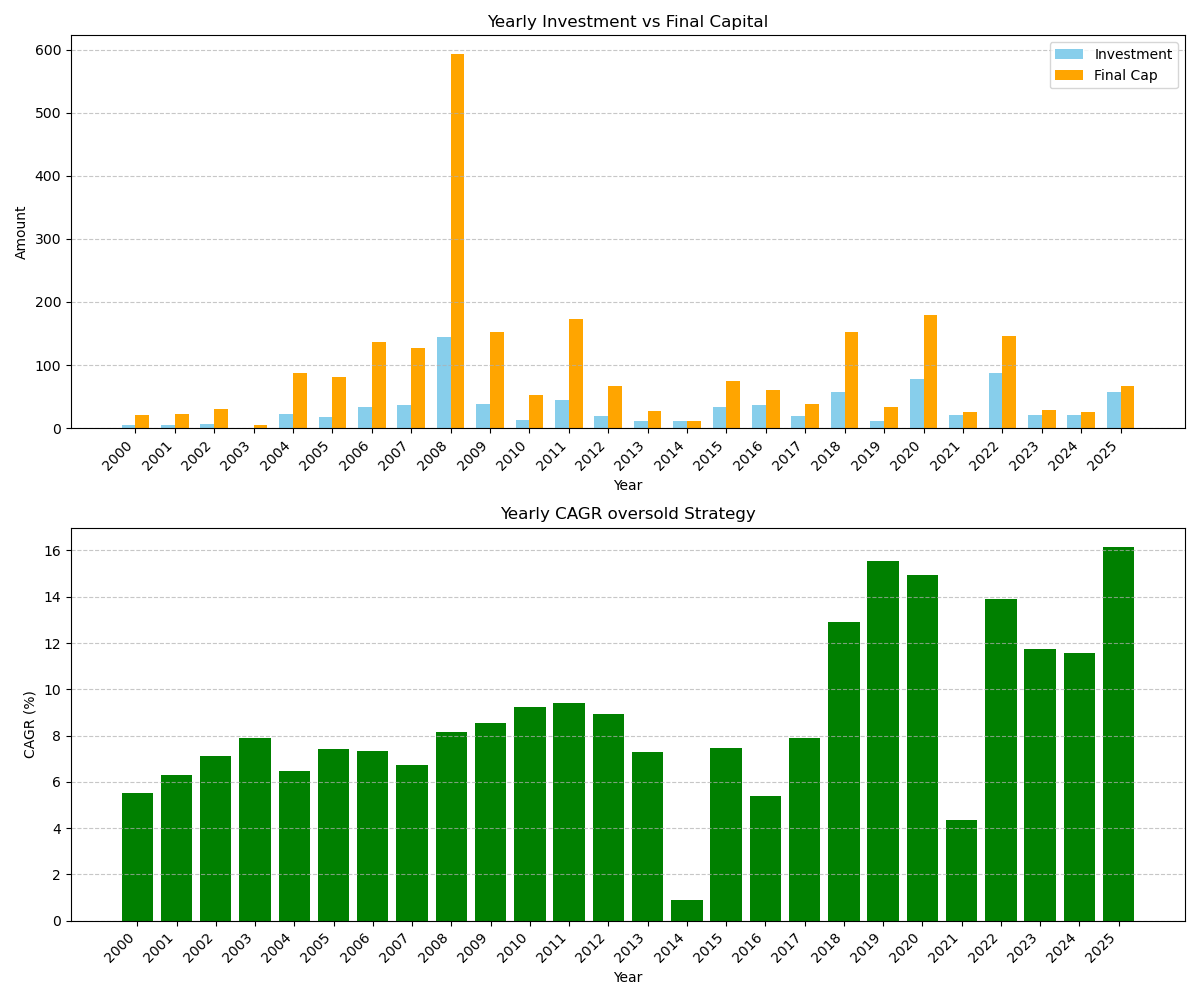 Yearly Investment vs Final Capital
Investment
Final Cap
600
500
400
300
200
100
0
Amount
2000 2001 2002 2003 2004 2005 2006 2007 2008 2009 2010 2011 2012 2013 2014 2015 2016 2017 2018 2019 2020 2021 2022 2023 2024 2025
Year
Yearly CAGR oversold Strategy
16
14
12
10
8
6
4
2
0
CAGR (%)
2000 2001 2002 2003 2004 2005 2006 2007 2008 2009 2010 2011 2012 2013 2014 2015 2016 2017 2018 2019 2020 2021 2022 2023 2024 2025
Year